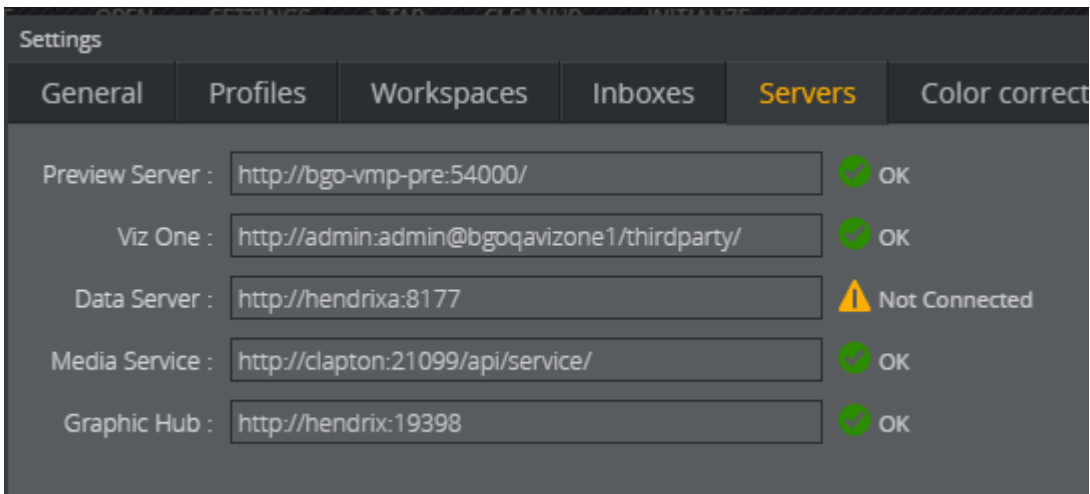 Settings
General Profiles Workspaces Inboxes Servers Color correct
Preview Server : http://bgo-vmp-pre:54000/ OK
Viz One : http://admin:admin@bgoqavizone1/thirdparty/ OK
Data Server : http://hendrixa:8177 Not Connected
Media Service : http://clapton:21099/api/service/ OK
Graphic Hub : http://hendrix:19398 OK